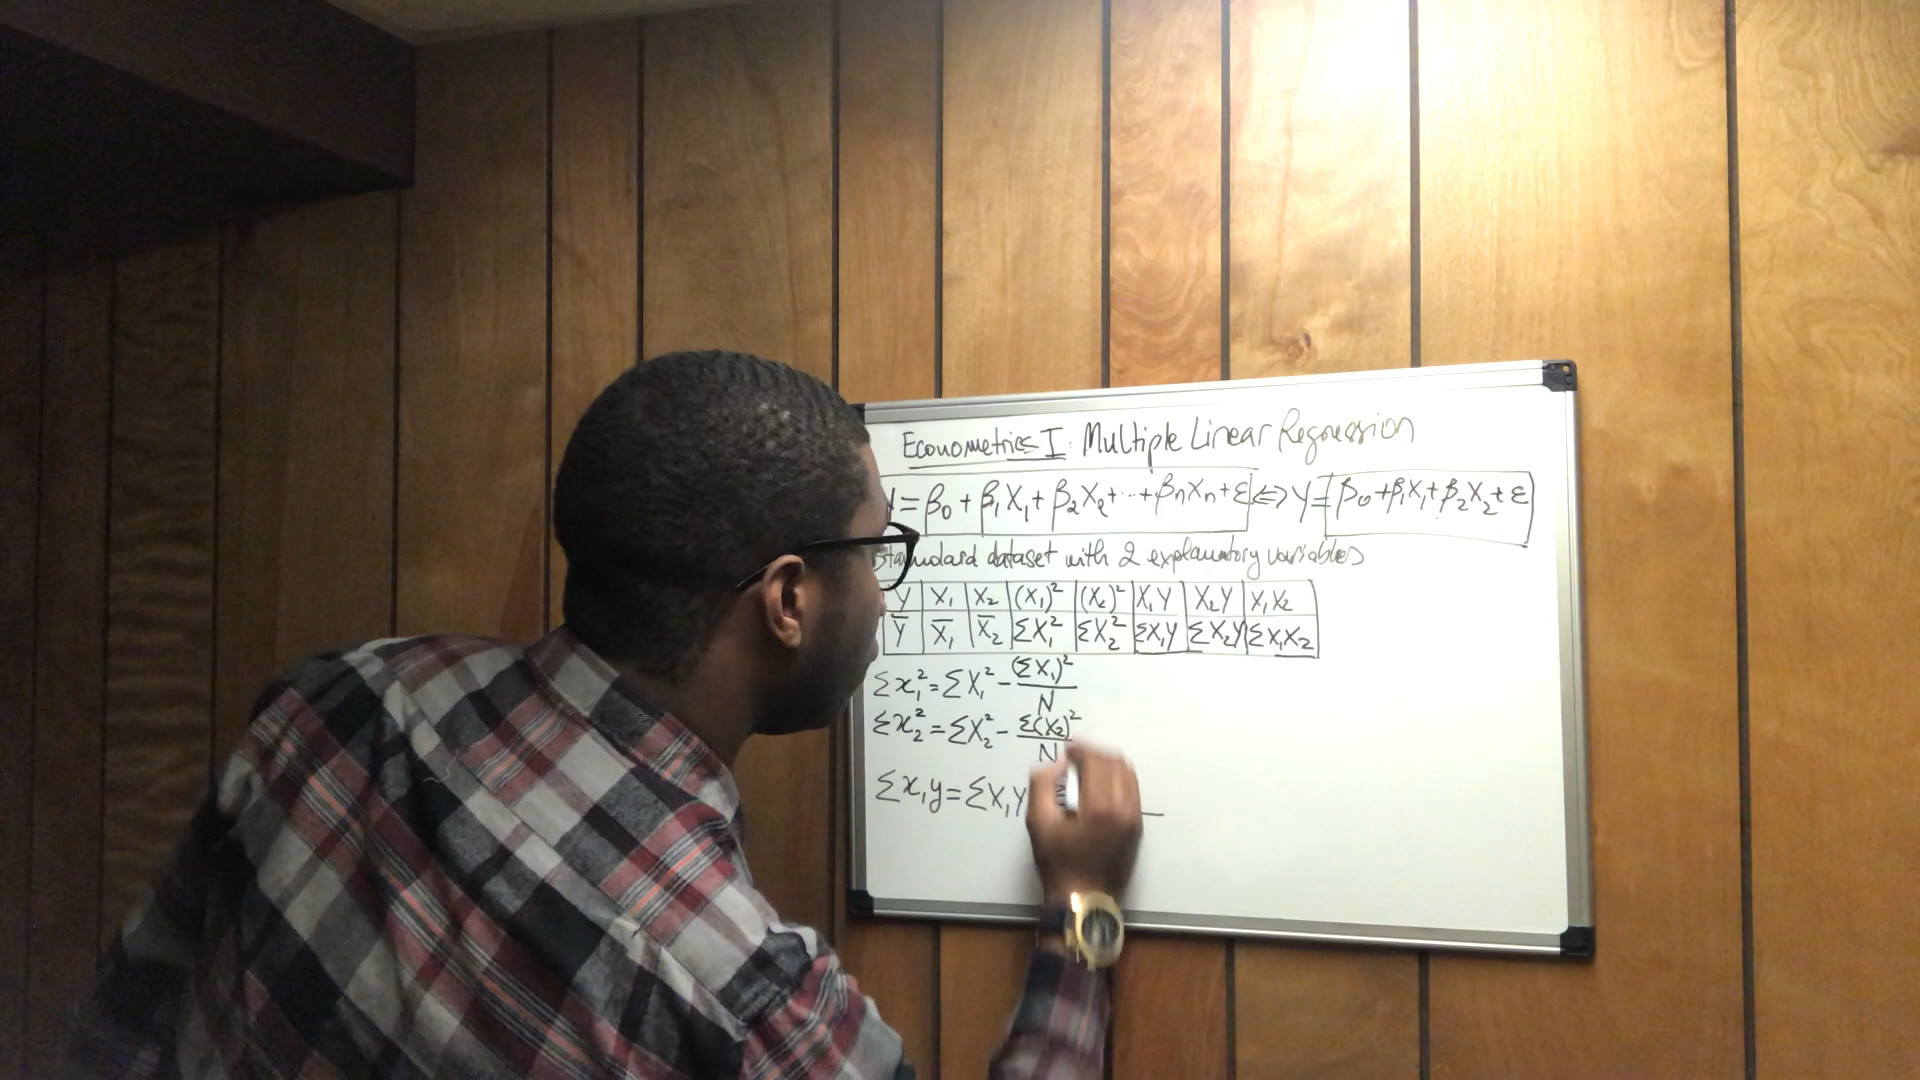 Econometrics I: Multiple Linear Regression
Y = β₀ + β₁X₁ + β₂X₂ + ... + βₙXₙ + ε ⇔ Y = β₀ + β₁X₁ + β₂X₂ + ε
Standard dataset with 2 explanatory variables
Y | X₁ | X₂ | (X₁)² | (X₂)² | X₁Y | X₂Y | X₁X₂
Ȳ | X̄₁ | X̄₂ | ΣX₁² | ΣX₂² | ΣX₁Y | ΣX₂Y | ΣX₁X₂
Σx₁² = ΣX₁² - (ΣX₁)²/N
Σx₂² = ΣX₂² - Σ(X₂)²/N
Σx₁y = ΣX₁Y